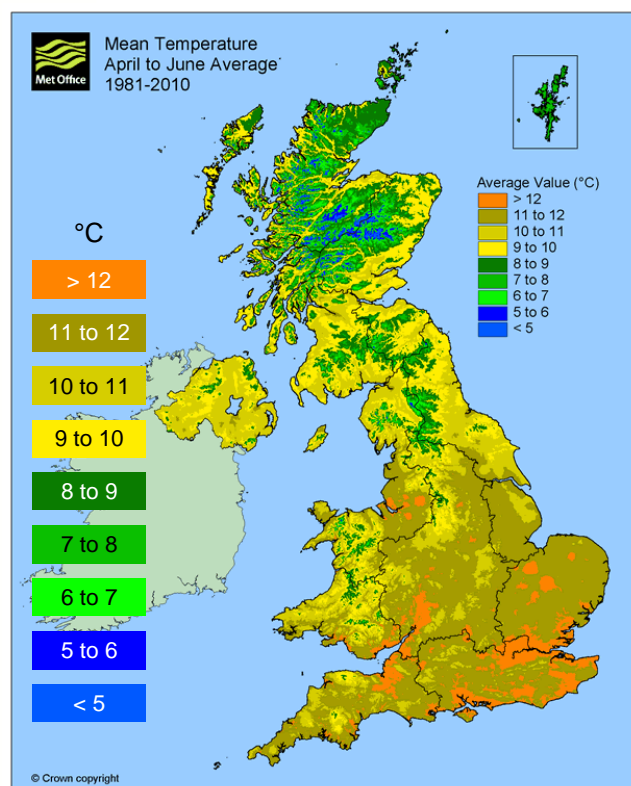 Met Office
Mean Temperature
April to June Average
1981-2010
Average Value (°C)
> 12
11 to 12
10 to 11
9 to 10
8 to 9
7 to 8
6 to 7
5 to 6
< 5
°C
> 12
11 to 12
10 to 11
9 to 10
8 to 9
7 to 8
6 to 7
5 to 6
< 5
© Crown copyright